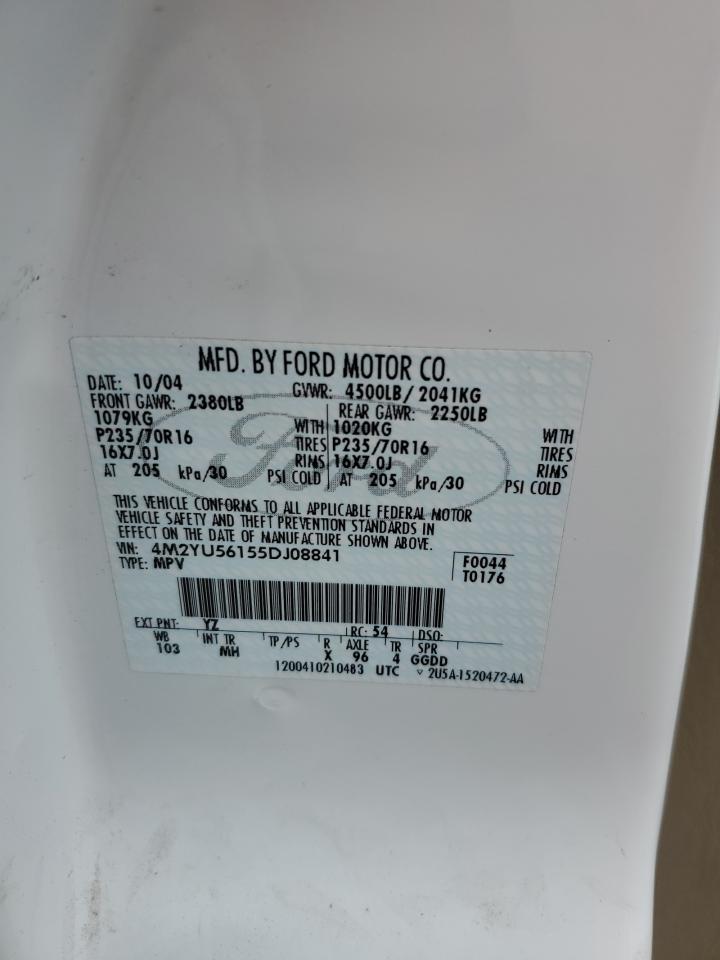 MFD. BY FORD MOTOR CO.
DATE: 10/04 GVWR: 4500LB/ 2041KG
FRONT GAWR: 2380LB REAR GAWR: 2250LB
1079KG WITH 1020KG WITH
P235/70R16 TIRES P235/70R16 TIRES
16X7.0J RIMS 16X7.0J RIMS
AT 205 kPa/30 PSI COLD AT 205 kPa/30 PSI COLD
Ford
THIS VEHICLE CONFORMS TO ALL APPLICABLE FEDERAL MOTOR
VEHICLE SAFETY AND THEFT PREVENTION STANDARDS IN
EFFECT ON THE DATE OF MANUFACTURE SHOWN ABOVE.
VIN: 4M2YU56155DJ08841 F0044
TYPE: MPV T0176
EXT PNT: YZ RC: 54 DSO:
WB INT TR TP/PS R AXLE TR SPR
103 MH X 96 4 GGDD
1200410210483 UTC ▽ 2U5A-1520472-AA